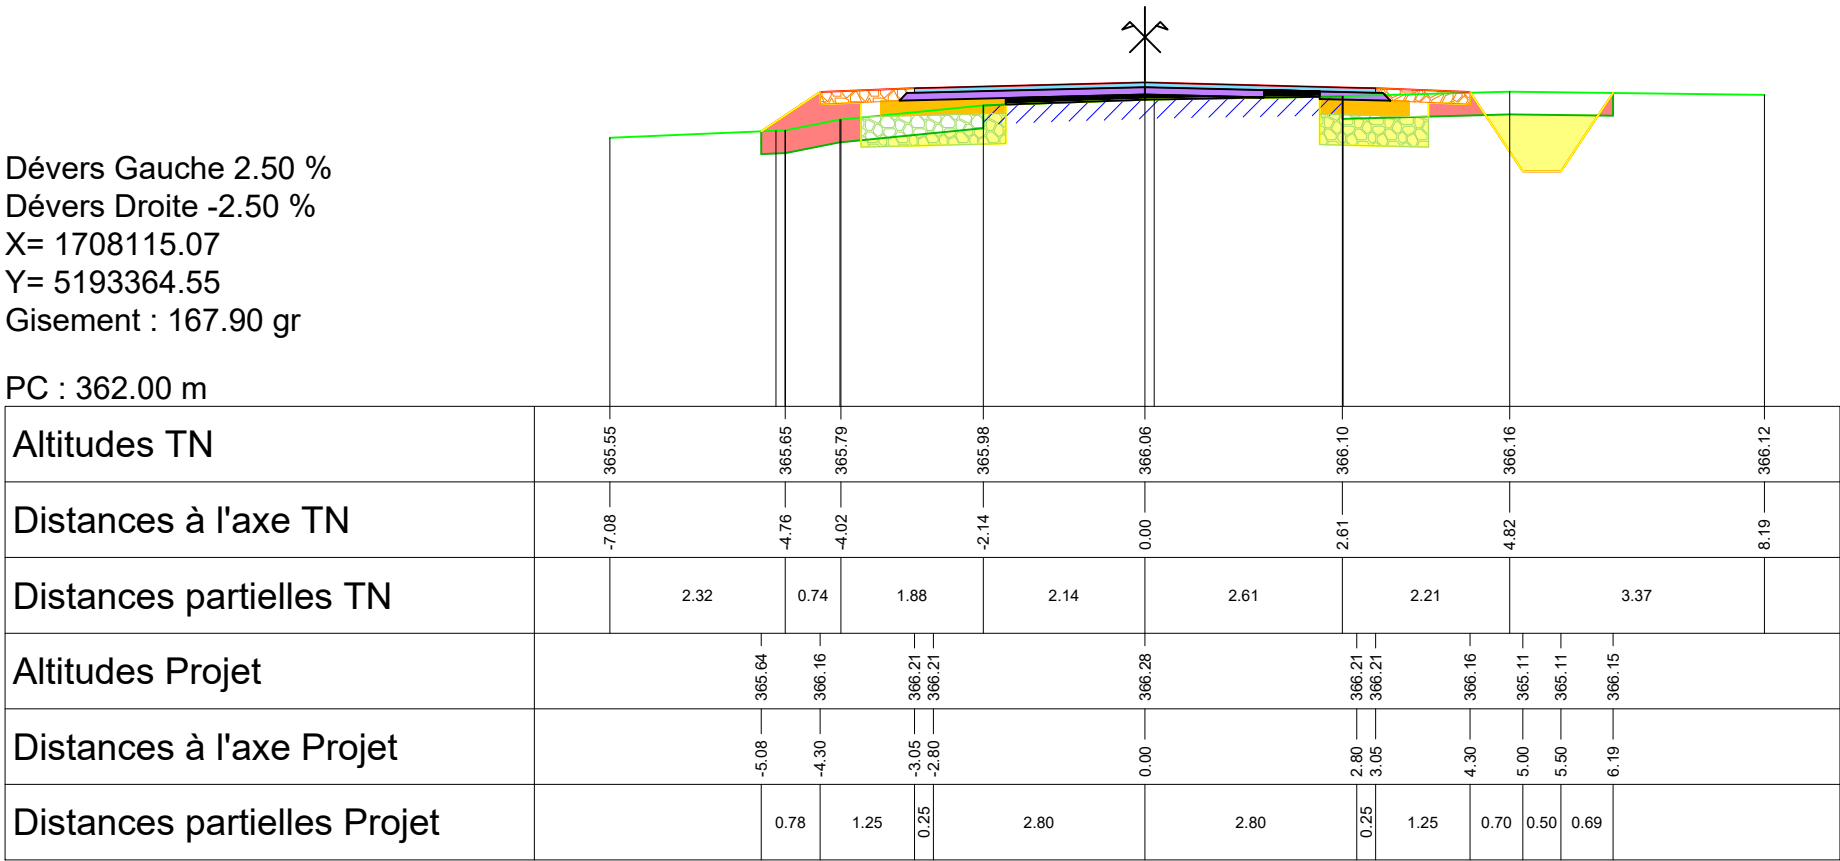 Dévers Gauche 2.50 %
Dévers Droite -2.50 %
X= 1708115.07
Y= 5193364.55
Gisement : 167.90 gr
PC : 362.00 m
Altitudes TN 365.55 365.65 365.79 365.98 366.06 366.10 366.16 366.12
Distances à l'axe TN -7.08 -4.76 -4.02 -2.14 0.00 2.61 4.82 8.19
Distances partielles TN 2.32 0.74 1.88 2.14 2.61 2.21 3.37
Altitudes Projet 365.64 366.16 366.21 366.21 366.28 366.21 366.21 366.16 365.11 365.11 366.15
Distances à l'axe Projet -5.08 -4.30 -3.05 -2.80 0.00 2.80 3.05 4.30 5.00 5.50 6.19
Distances partielles Projet 0.78 1.25 0.25 2.80 2.80 0.25 1.25 0.70 0.50 0.69